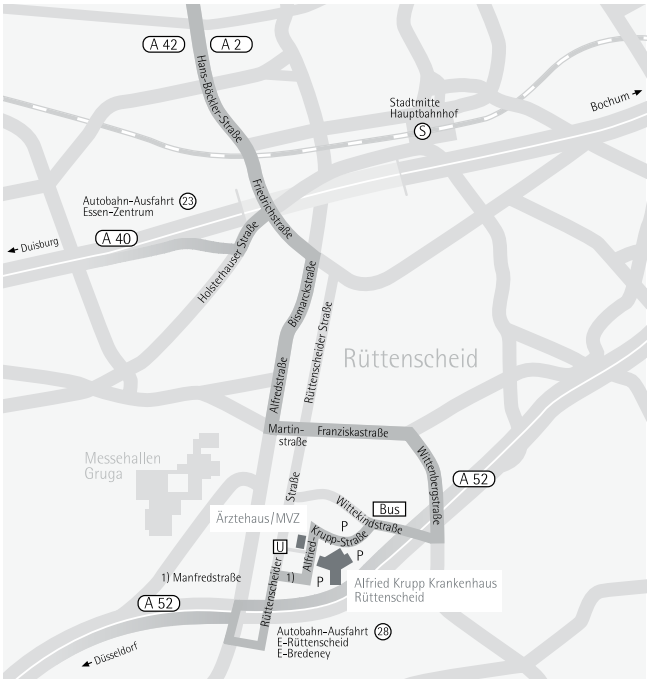 A 42
A 2
Hans-Böckler-Straße
Stadtmitte
Hauptbahnhof
S
Bochum
Autobahn-Ausfahrt 23
Essen-Zentrum
Friedrichstraße
Duisburg
A 40
Holsterhauser Straße
Bismarckstraße
Rüttenscheider Straße
Rüttenscheid
Alfredstraße
Martin-
straße
Franziskastraße
Wittenbergstraße
Messehallen
Gruga
A 52
Straße
Wittekindstraße
Bus
Ärztehaus/MVZ
P
Krupp-Straße
Alfried-
U
P
1) Manfredstraße
1)
P
Rüttenscheider
Alfried Krupp Krankenhaus
Rüttenscheid
A 52
Autobahn-Ausfahrt 28
E-Rüttenscheid
E-Bredeney
Düsseldorf